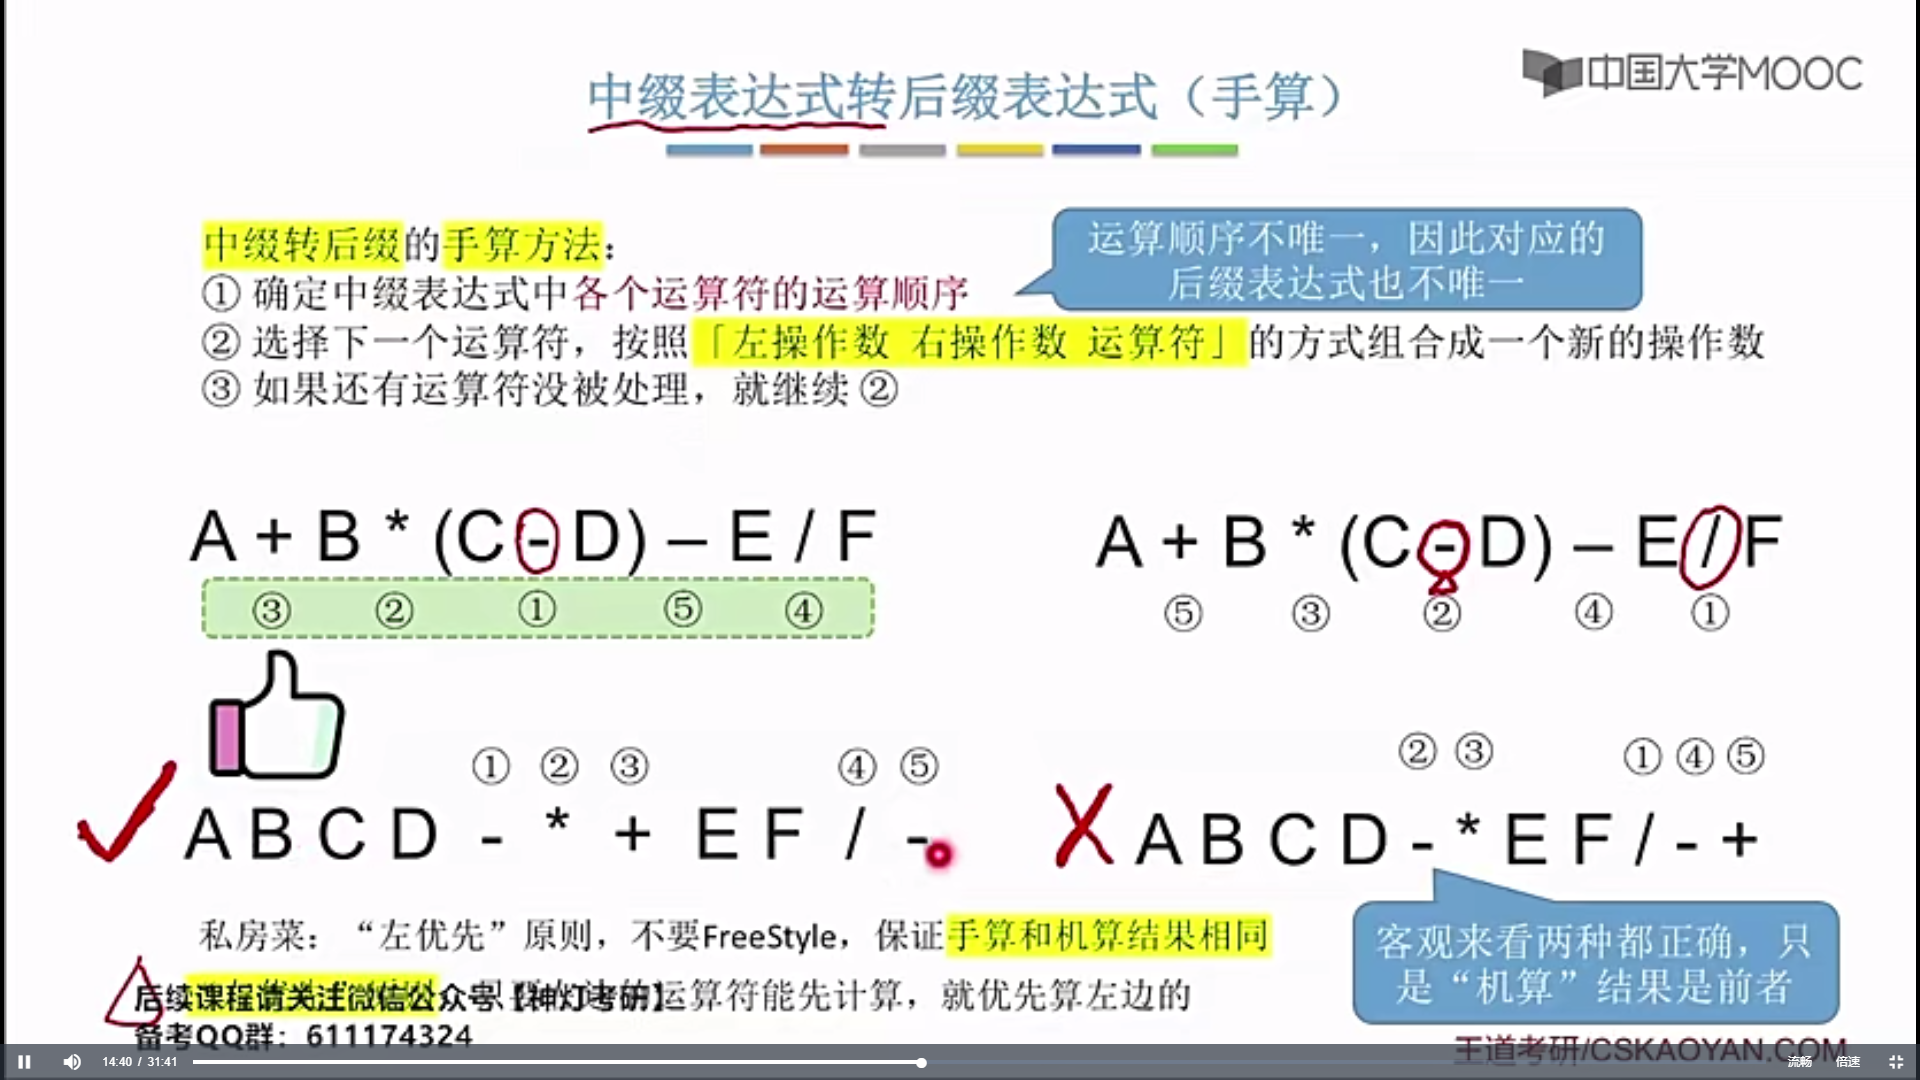 中国大学MOOC
中缀表达式转后缀表达式（手算）
中缀转后缀的手算方法：
① 确定中缀表达式中各个运算符的运算顺序
② 选择下一个运算符，按照「左操作数 右操作数 运算符」的方式组合成一个新的操作数
③ 如果还有运算符没被处理，就继续 ②
运算顺序不唯一，因此对应的
后缀表达式也不唯一
A + B * (C - D) – E / F
③ ② ① ⑤ ④
A + B * (C - D) – E / F
⑤ ③ ② ④ ①
① ② ③ ④ ⑤
A B C D - * + E F / -
② ③ ① ④ ⑤
X A B C D - * E F / - +
私房菜：“左优先”原则，不要FreeStyle，保证手算和机算结果相同
运算符能先计算，就优先算左边的
后续课程请关注微信公众号【神灯考研】
备考QQ群：611174324
客观来看两种都正确，只
是“机算”结果是前者
王道考研/CSKAOYAN.COM
14:40 / 31:41
流畅 倍速